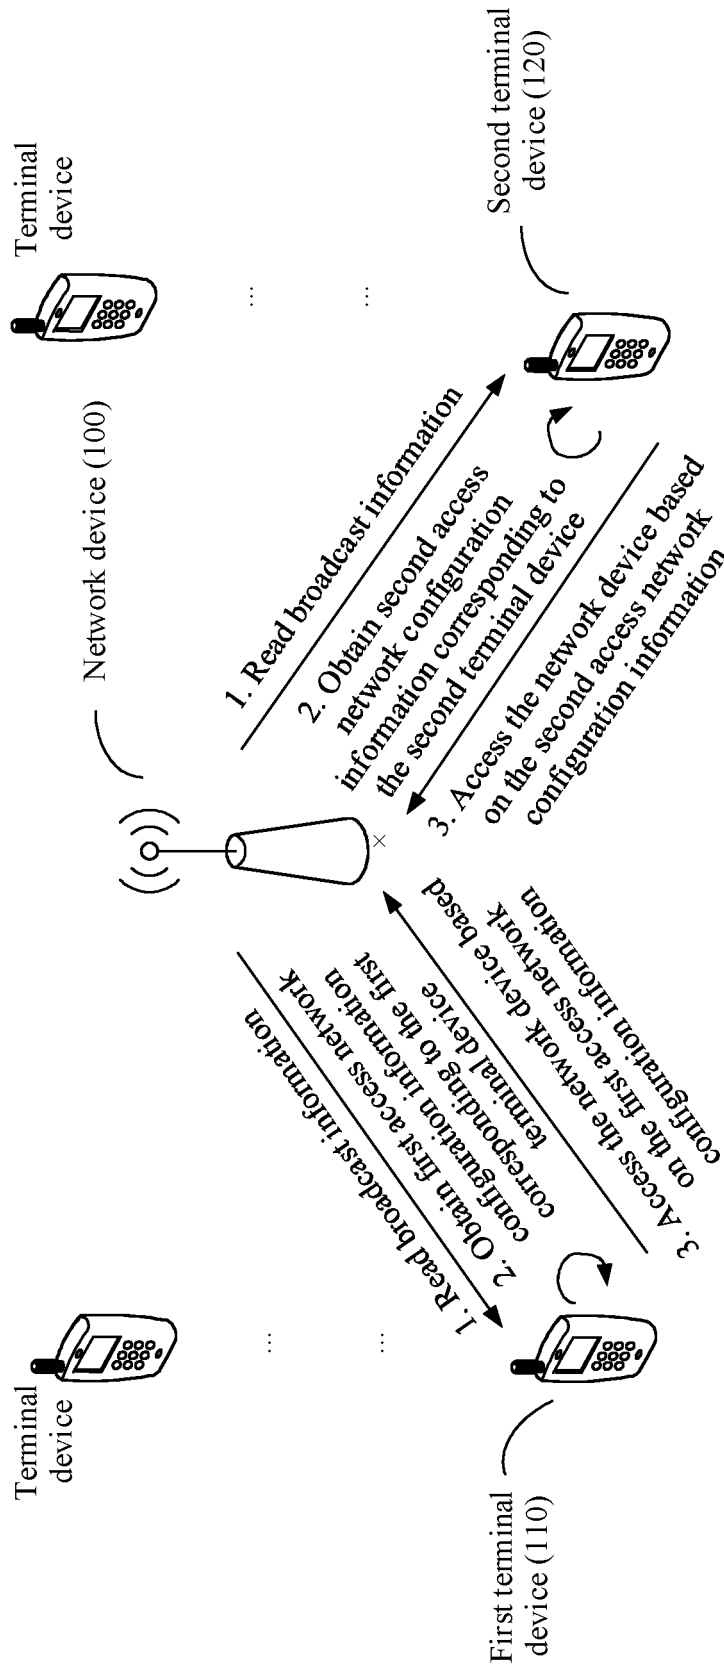 Terminal
device
Terminal
device
Network device (100)
First terminal
device (110)
Second terminal
device (120)
1. Read broadcast information
2. Obtain first access network
configuration information
corresponding to the first
terminal device
3. Access the network device based
on the first access network
configuration information
1. Read broadcast information
2. Obtain second access
network configuration
information corresponding to
the second terminal device
3. Access the network device based
on the second access network
configuration information
...
...
...
...